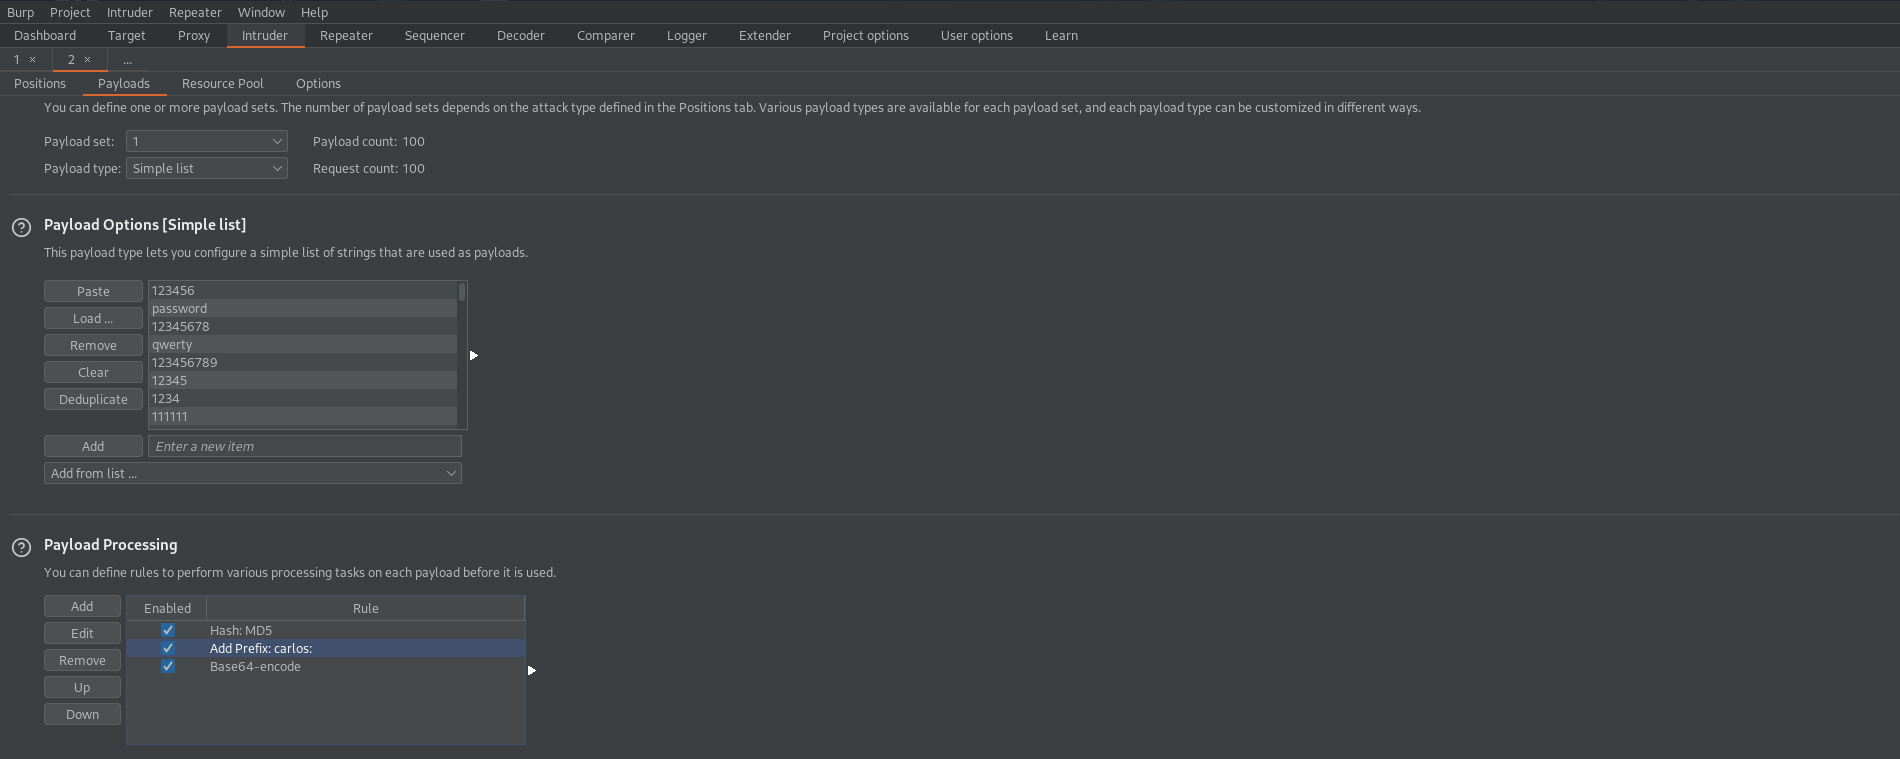 Burp Project Intruder Repeater Window Help
Dashboard Target Proxy Intruder Repeater Sequencer Decoder Comparer Logger Extender Project options User options Learn
1 × 2 × ...
Positions Payloads Resource Pool Options
You can define one or more payload sets. The number of payload sets depends on the attack type defined in the Positions tab. Various payload types are available for each payload set, and each payload type can be customized in different ways.
Payload set: 1 Payload count: 100
Payload type: Simple list Request count: 100
? Payload Options [Simple list]
This payload type lets you configure a simple list of strings that are used as payloads.
Paste
Load ...
Remove
Clear
Deduplicate
123456
password
12345678
qwerty
123456789
12345
1234
111111
Add Enter a new item
Add from list ...
? Payload Processing
You can define rules to perform various processing tasks on each payload before it is used.
Add
Edit
Remove
Up
Down
Enabled Rule
Hash: MD5
Add Prefix: carlos:
Base64-encode